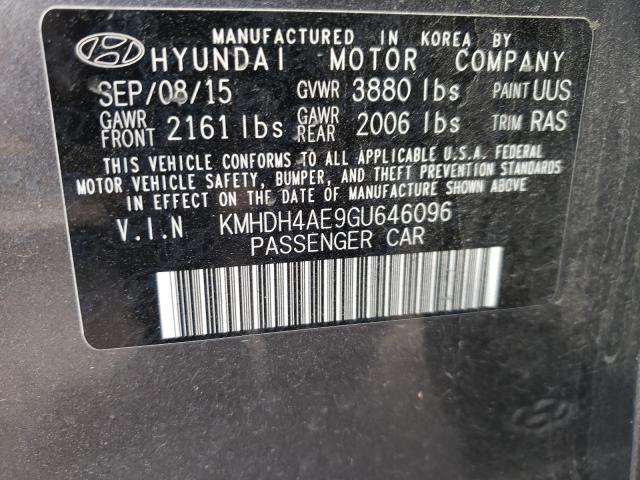 MANUFACTURED IN KOREA BY
HYUNDAI MOTOR COMPANY
SEP/08/15 GVWR 3880 lbs PAINT UUS
GAWR FRONT 2161 lbs GAWR REAR 2006 lbs TRIM RAS
THIS VEHICLE CONFORMS TO ALL APPLICABLE U.S.A. FEDERAL
MOTOR VEHICLE SAFETY, BUMPER, AND THEFT PREVENTION STANDARDS
IN EFFECT ON THE DATE OF MANUFACTURE SHOWN ABOVE
V.I.N KMHDH4AE9GU646096
PASSENGER CAR